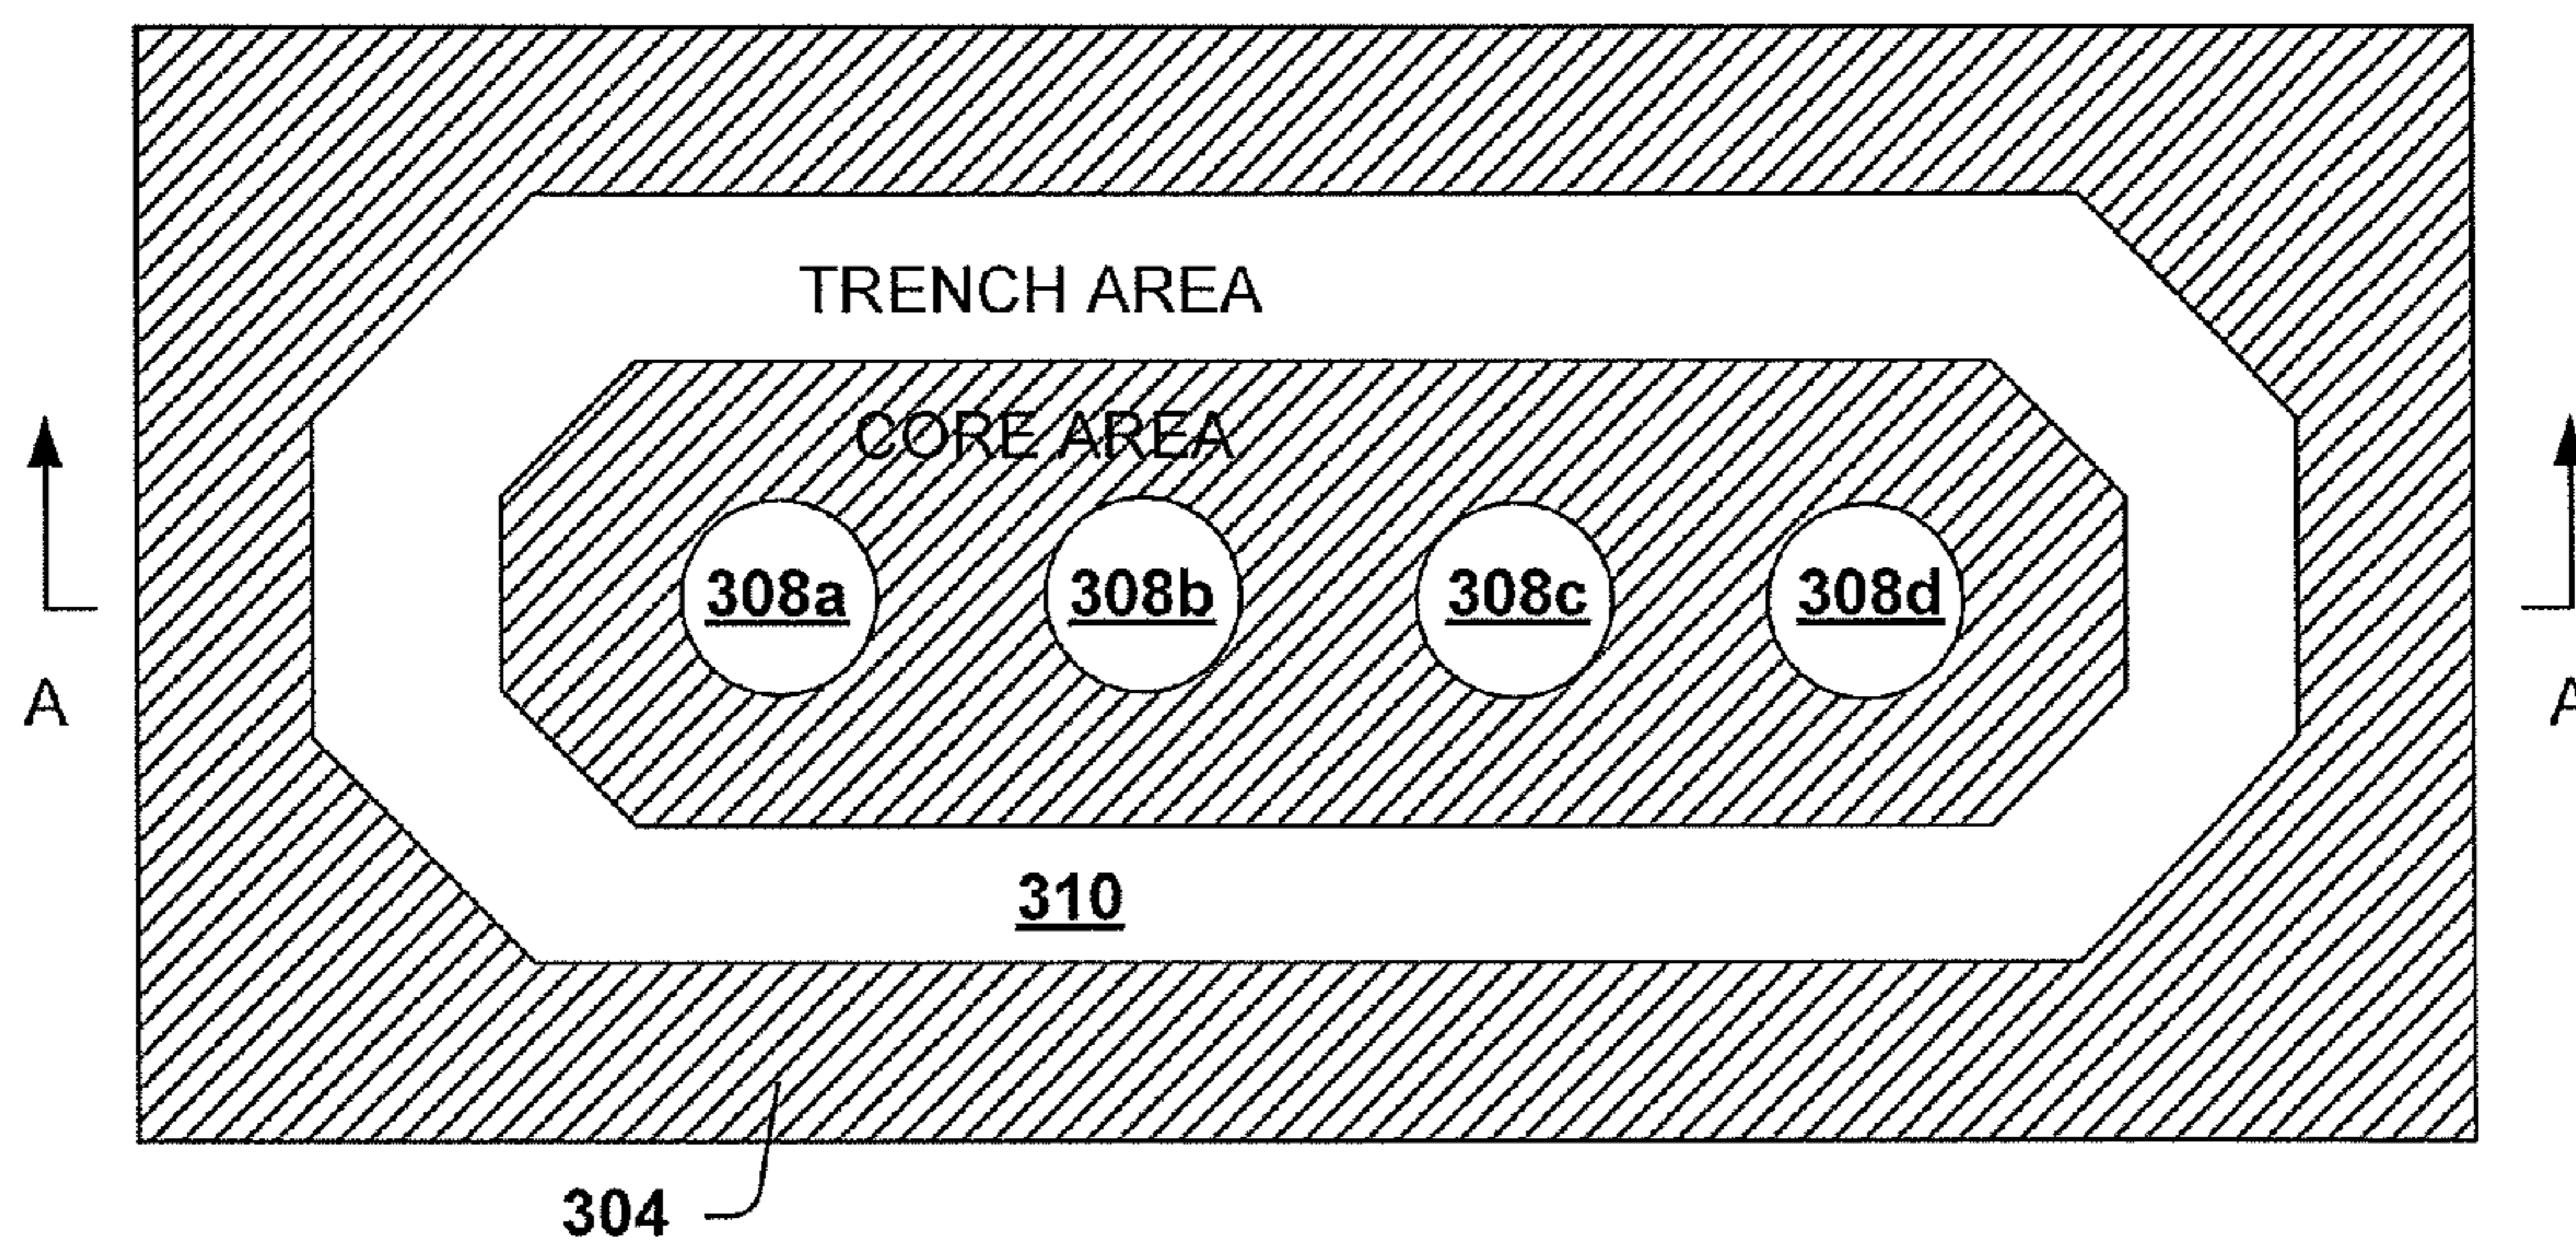 TRENCH AREA
CORE AREA
308a 308b 308c 308d
A A
310
304